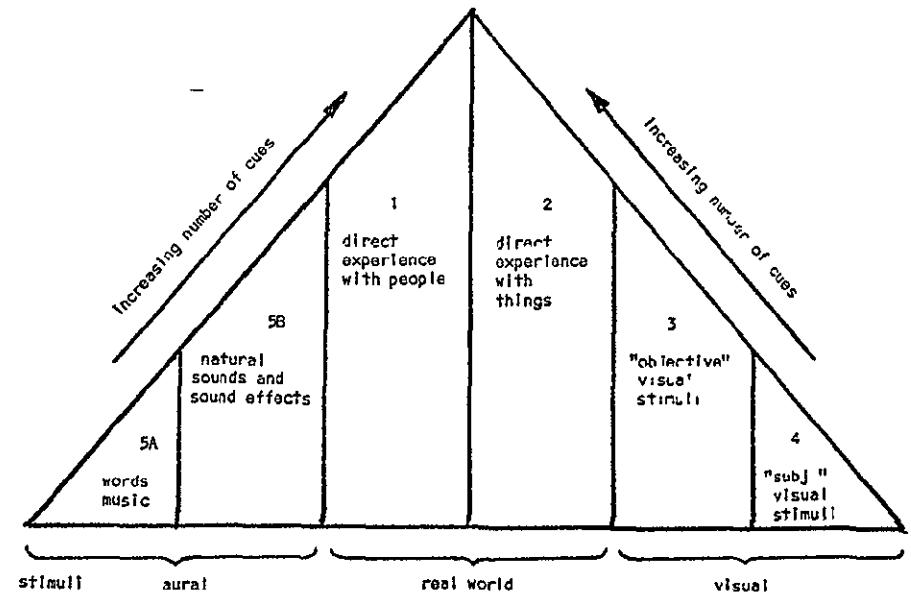 Increasing number of cues
Increasing number of cues
1
direct
experience
with people
2
direct
experience
with
things
5B
natural
sounds and
sound effects
3
"objective"
visual
stimuli
5A
words
music
4
"subj "
visual
stimuli
stimuli
aural
real world
visual